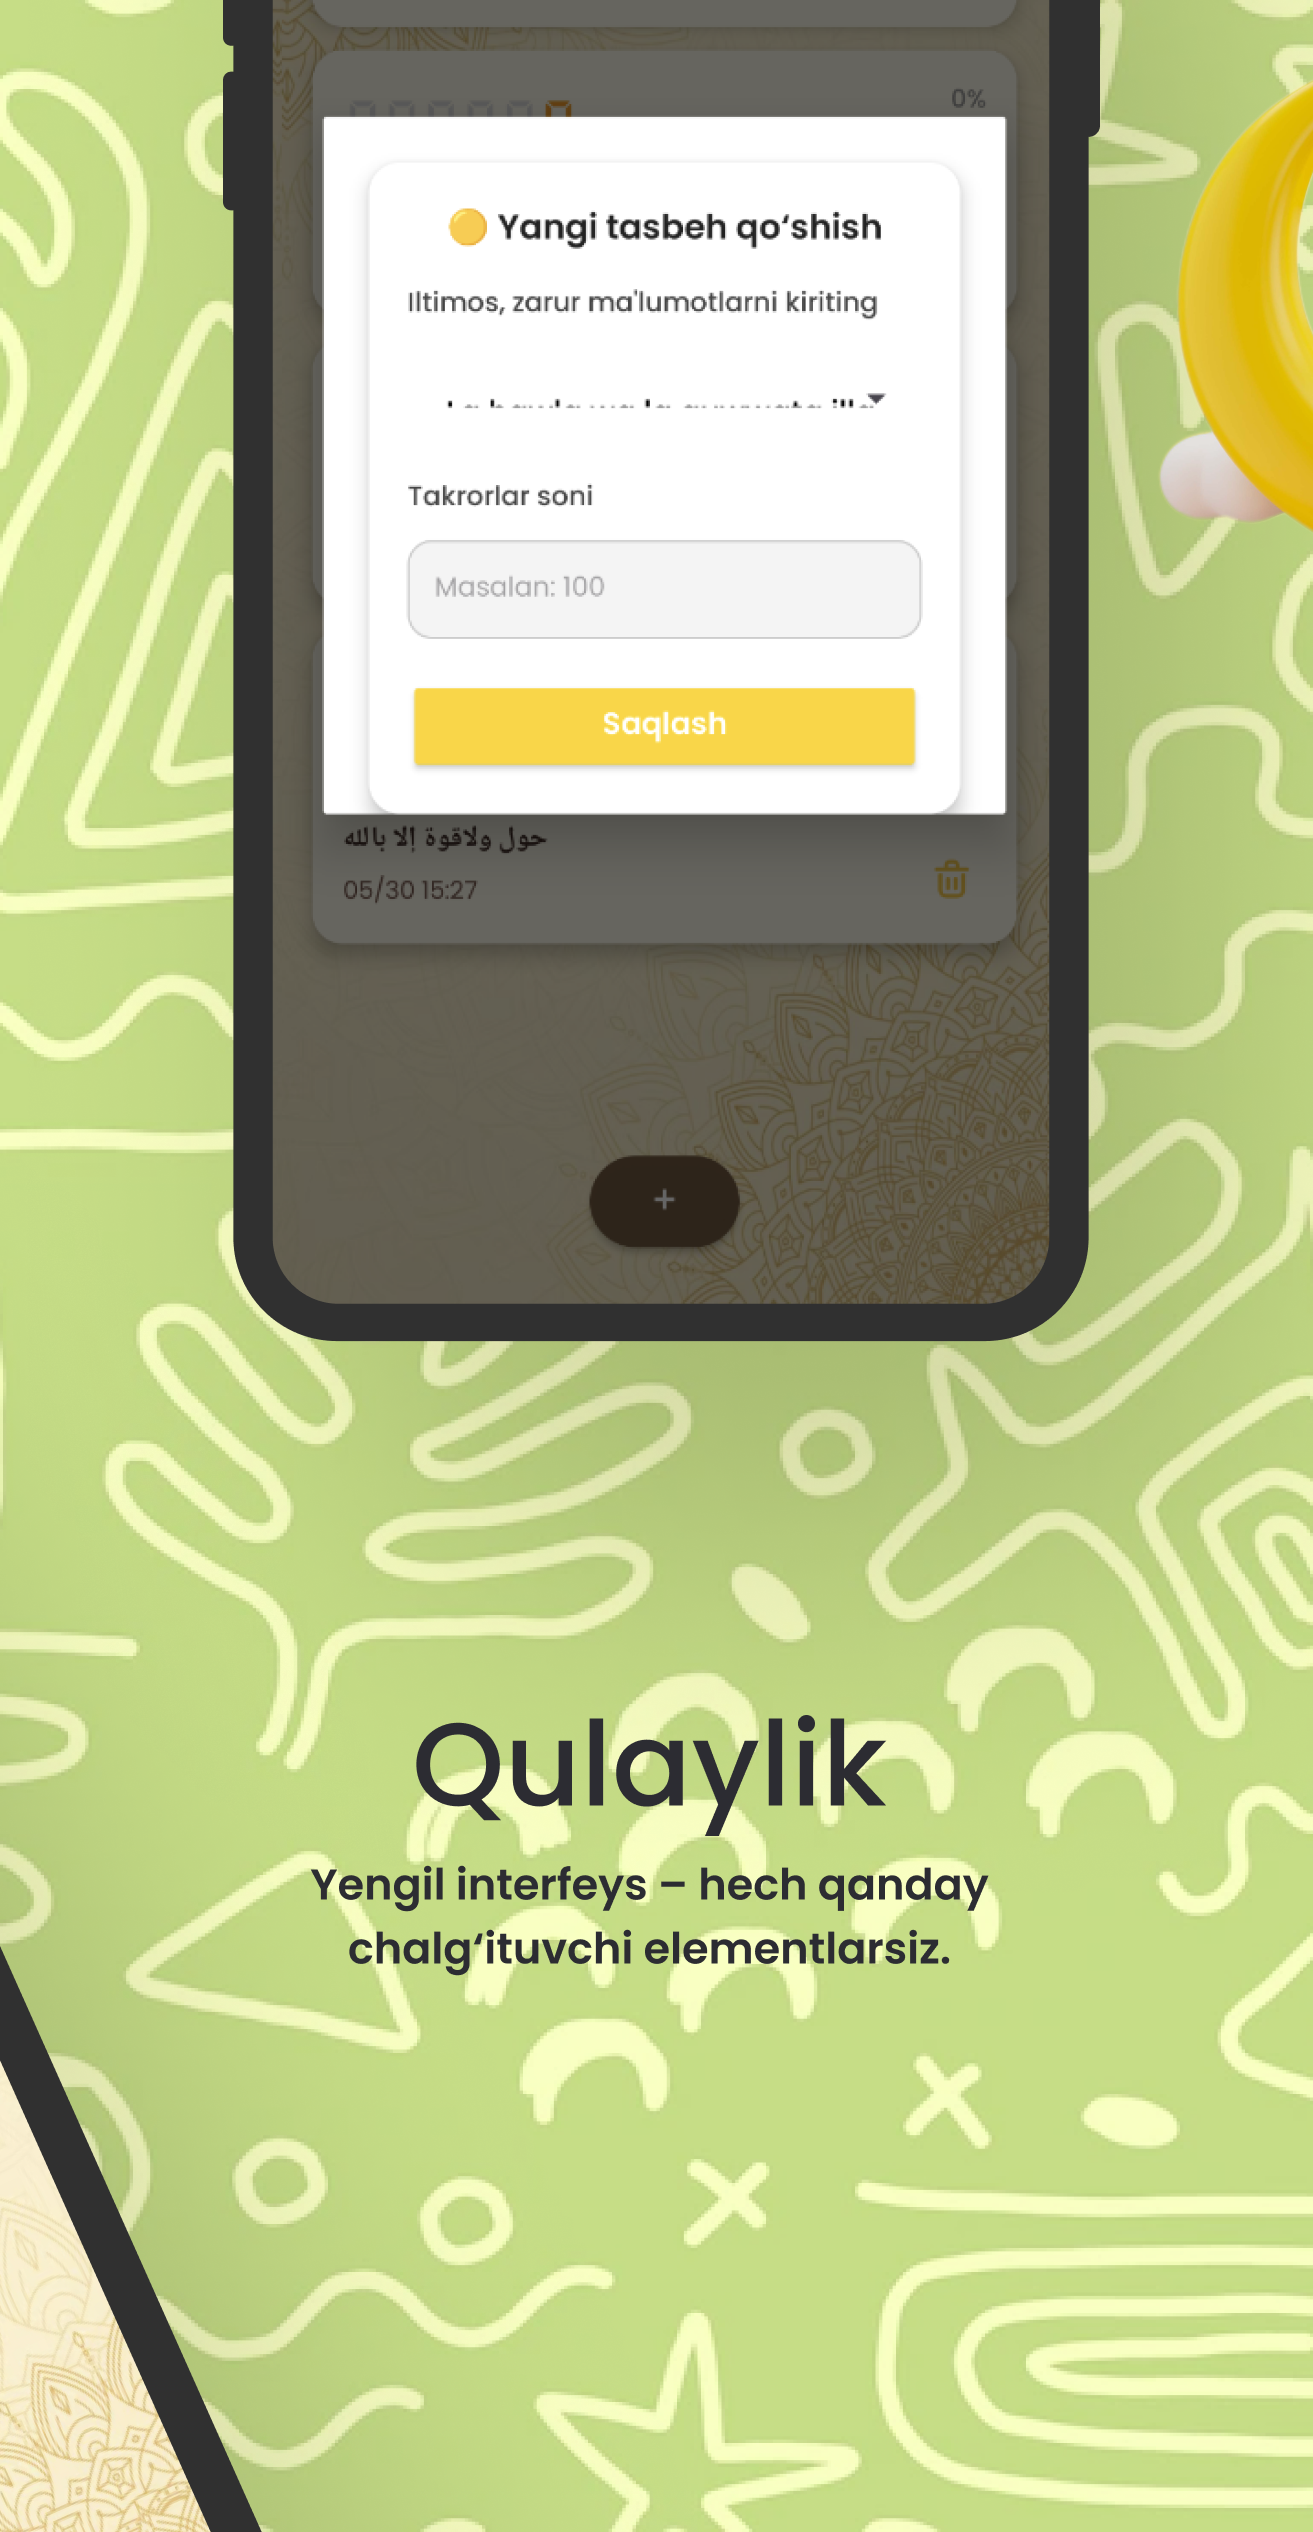 0%
🟡 Yangi tasbeh qo‘shish
Iltimos, zarur ma'lumotlarni kiriting
Takrorlar soni
Masalan: 100
Saqlash
حول ولاقوة إلا بالله
05/30 15:27
+
Qulaylik
Yengil interfeys – hech qanday
chalg‘ituvchi elementlarsiz.